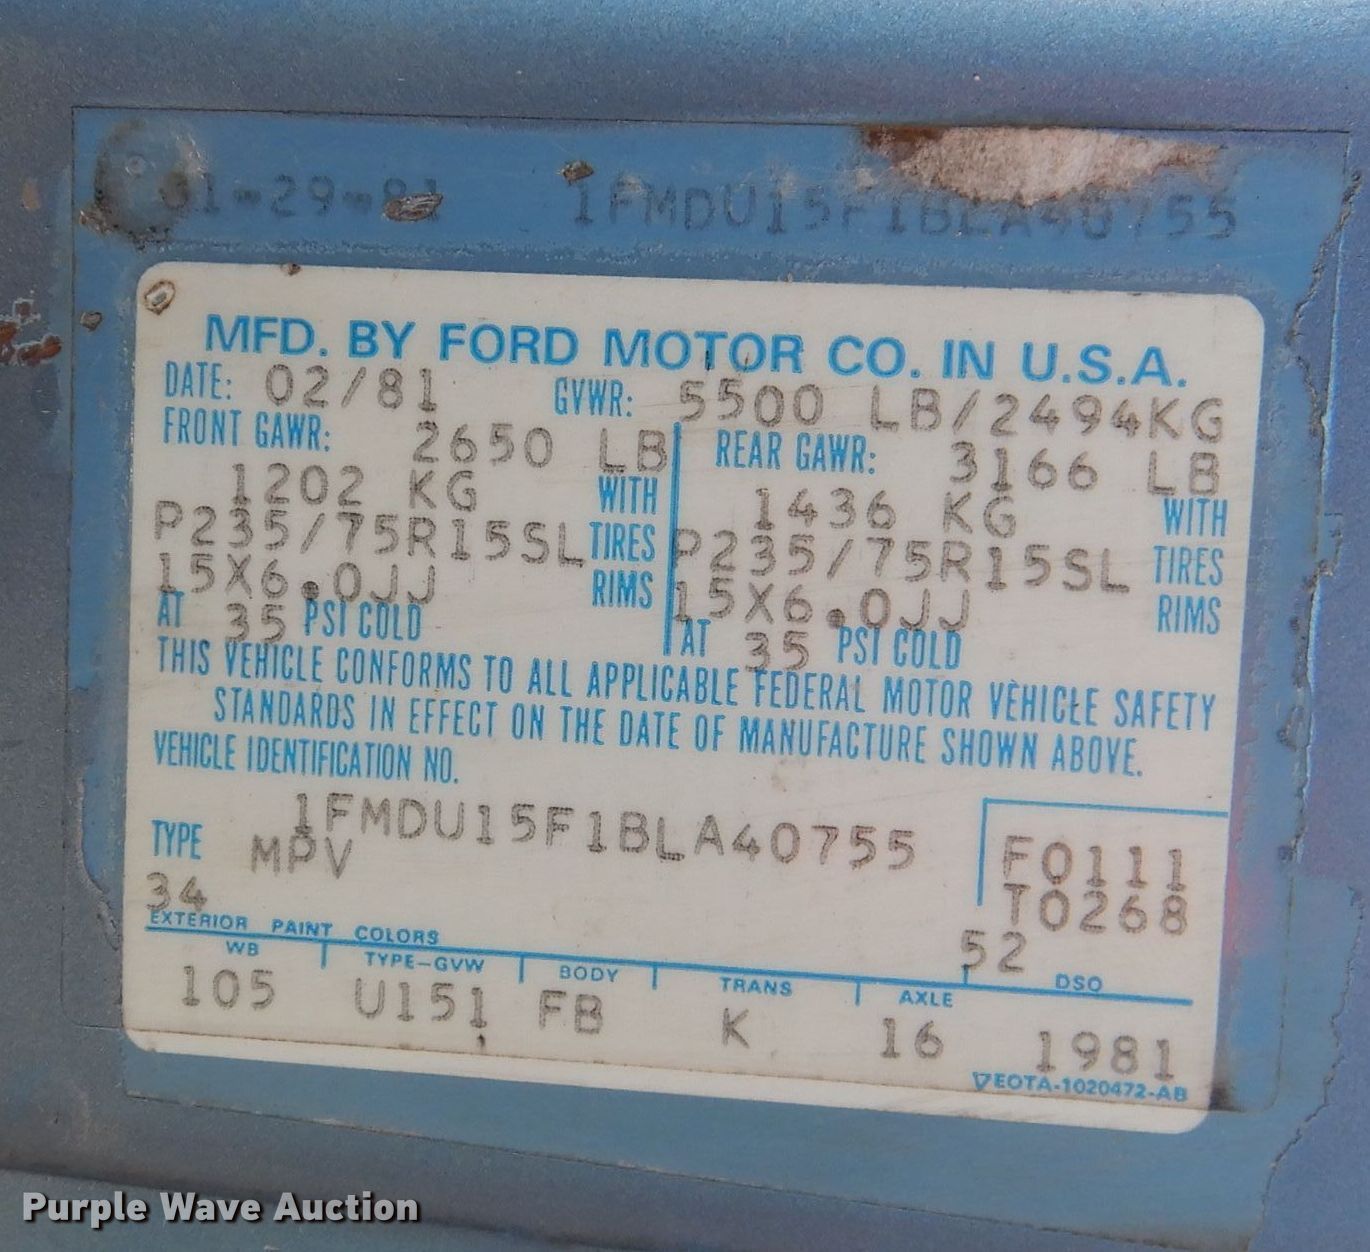 01-29-81 1FMDU15F1BLA40755
MFD. BY FORD MOTOR CO. IN U.S.A.
DATE: 02/81 GVWR: 5500 LB/2494KG
FRONT GAWR: 2650 LB REAR GAWR: 3166 LB
1202 KG WITH 1436 KG WITH
P235/75R15SL TIRES P235/75R15SL TIRES
15X6.0JJ RIMS 15X6.0JJ RIMS
AT 35 PSI COLD AT 35 PSI COLD
THIS VEHICLE CONFORMS TO ALL APPLICABLE FEDERAL MOTOR VEHICLE SAFETY
STANDARDS IN EFFECT ON THE DATE OF MANUFACTURE SHOWN ABOVE.
VEHICLE IDENTIFICATION NO.
1FMDU15F1BLA40755
TYPE MPV F0111
34 T0268
EXTERIOR PAINT COLORS 52 DSO
WB TYPE-GVW BODY TRANS AXLE
105 U151 FB K 16 1981
EOTA-1020472-AB
Purple Wave Auction